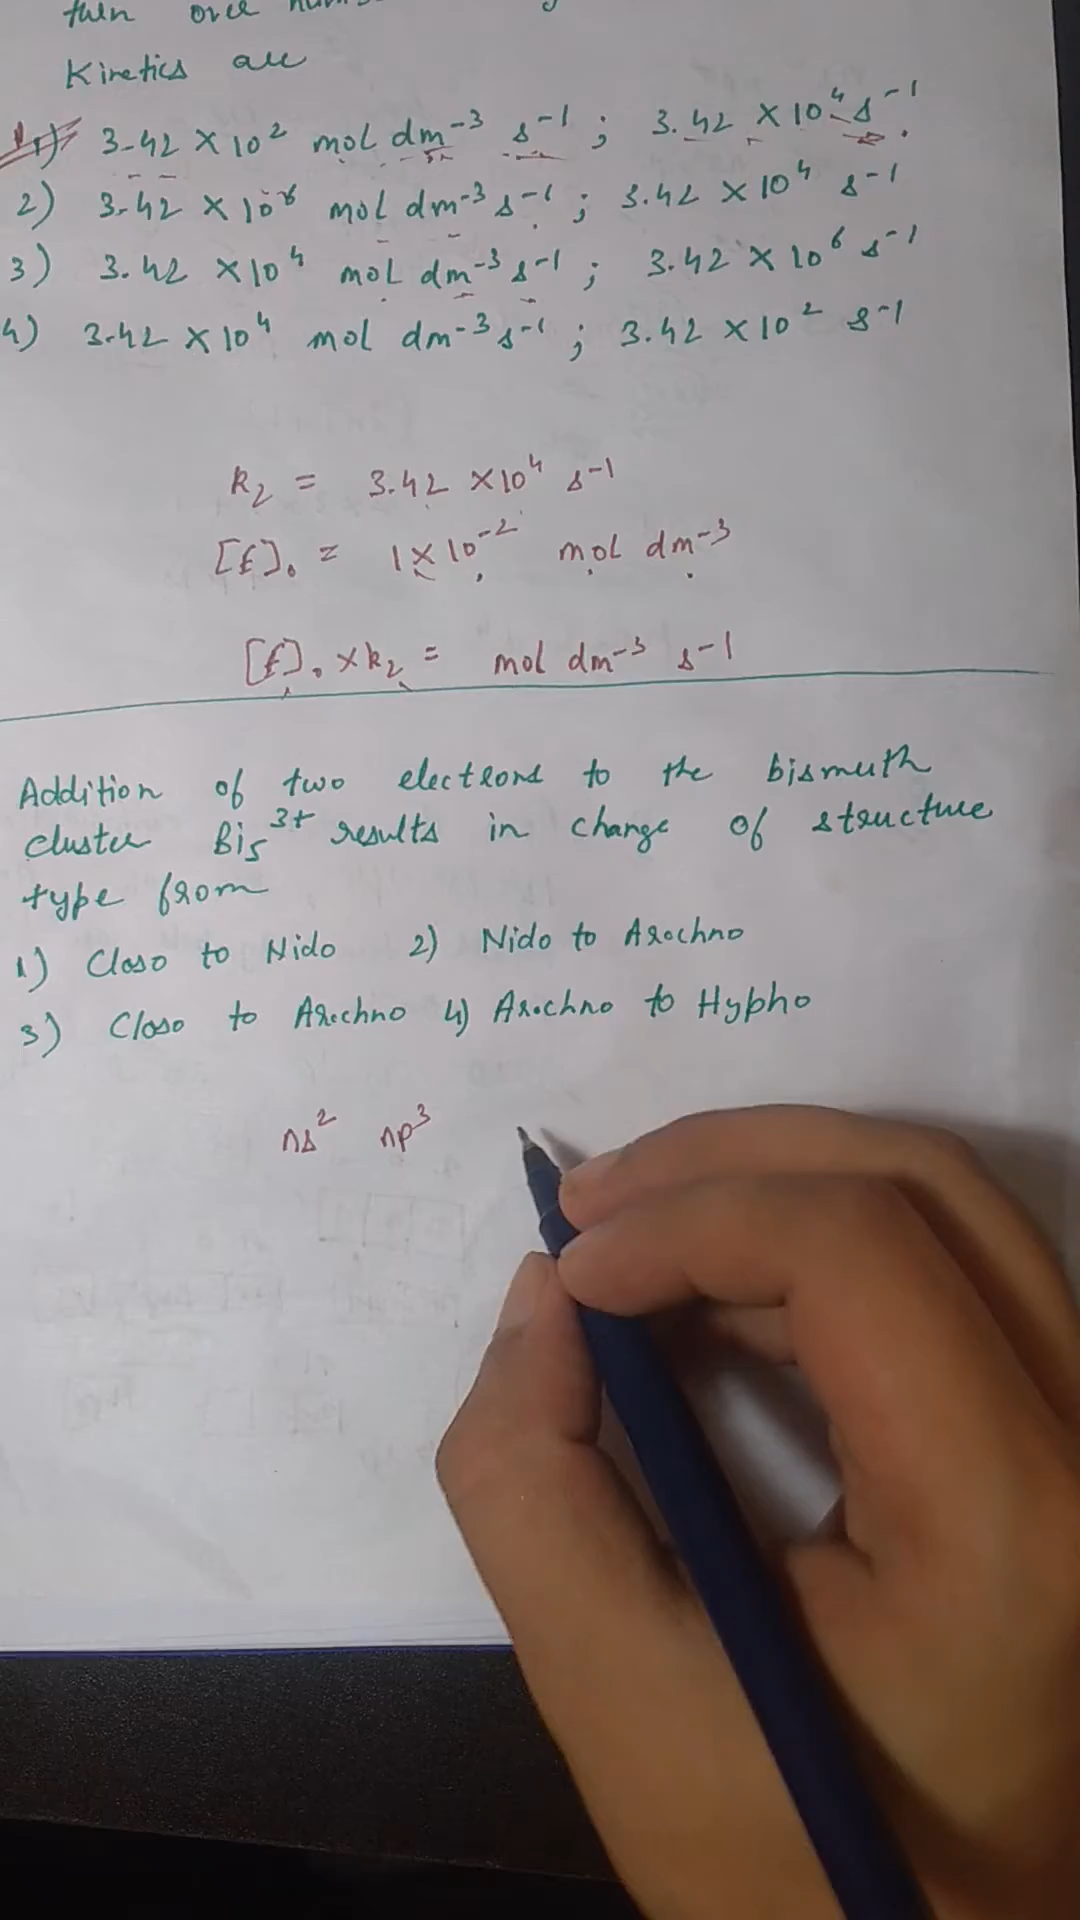 then over
Kinetics are
1) 3.42 × 10² mol dm⁻³ s⁻¹ ; 3.42 × 10⁴ s⁻¹
2) 3.42 × 10⁶ mol dm⁻³ s⁻¹ ; 3.42 × 10⁴ s⁻¹
3) 3.42 × 10⁴ mol dm⁻³ s⁻¹ ; 3.42 × 10⁶ s⁻¹
4) 3.42 × 10⁴ mol dm⁻³ s⁻¹ ; 3.42 × 10² s⁻¹
k₂ = 3.42 × 10⁴ s⁻¹
[E]₀ = 1 × 10⁻² mol dm⁻³
[E]₀ × k₂ = mol dm⁻³ s⁻¹
Addition of two electrons to the bismuth
cluster Bi₅³⁺ results in change of structure
type from
1) Closo to Nido 2) Nido to Arachno
3) Closo to Arachno 4) Arachno to Hypho
ns² np³